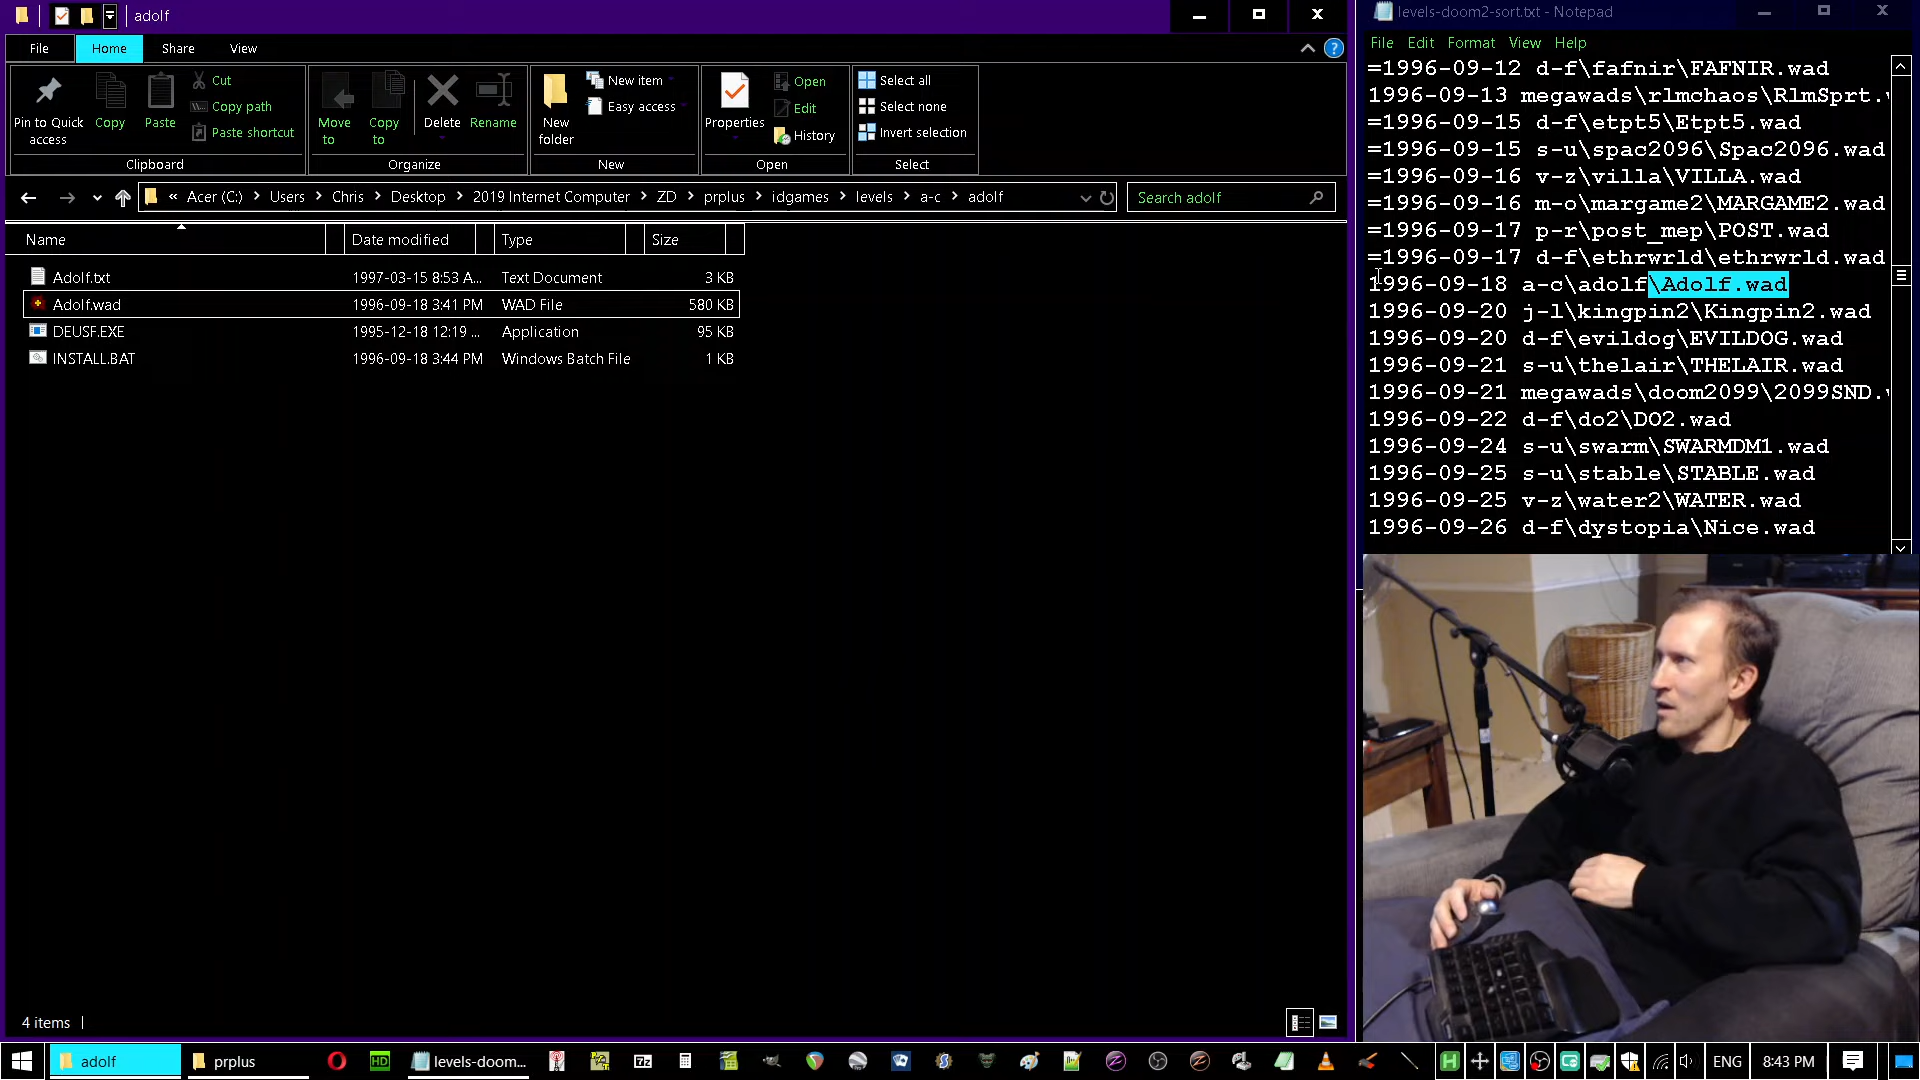 adolf
File Home Share View
Pin to Quick access
Copy
Paste
Cut
Copy path
Paste shortcut
Clipboard
Move to
Copy to
Delete
Rename
Organize
New folder
New item
Easy access
New
Properties
Open
Edit
History
Open
Select all
Select none
Invert selection
Select
« Acer (C:) > Users > Chris > Desktop > 2019 Internet Computer > ZD > prplus > idgames > levels > a-c > adolf
Search adolf
Name Date modified Type Size
Adolf.txt 1997-03-15 8:53 A... Text Document 3 KB
Adolf.wad 1996-09-18 3:41 PM WAD File 580 KB
DEUSF.EXE 1995-12-18 12:19 ... Application 95 KB
INSTALL.BAT 1996-09-18 3:44 PM Windows Batch File 1 KB
4 items
levels-doom2-sort.txt - Notepad
File Edit Format View Help
=1996-09-12 d-f\fafnir\FAFNIR.wad
1996-09-13 megawads\rlmchaos\RlmSprt.
=1996-09-15 d-f\etpt5\Etpt5.wad
=1996-09-15 s-u\spac2096\Spac2096.wad
=1996-09-16 v-z\villa\VILLA.wad
=1996-09-16 m-o\margame2\MARGAME2.wad
=1996-09-17 p-r\post_mep\POST.wad
=1996-09-17 d-f\ethrwrld\ethrwrld.wad
1996-09-18 a-c\adolf\Adolf.wad
1996-09-20 j-l\kingpin2\Kingpin2.wad
1996-09-20 d-f\evildog\EVILDOG.wad
1996-09-21 s-u\thelair\THELAIR.wad
1996-09-21 megawads\doom2099\2099SND.
1996-09-22 d-f\do2\DO2.wad
1996-09-24 s-u\swarm\SWARMDM1.wad
1996-09-25 s-u\stable\STABLE.wad
1996-09-25 v-z\water2\WATER.wad
1996-09-26 d-f\dystopia\Nice.wad
adolf prplus HD levels-doom... 7z ENG 8:43 PM